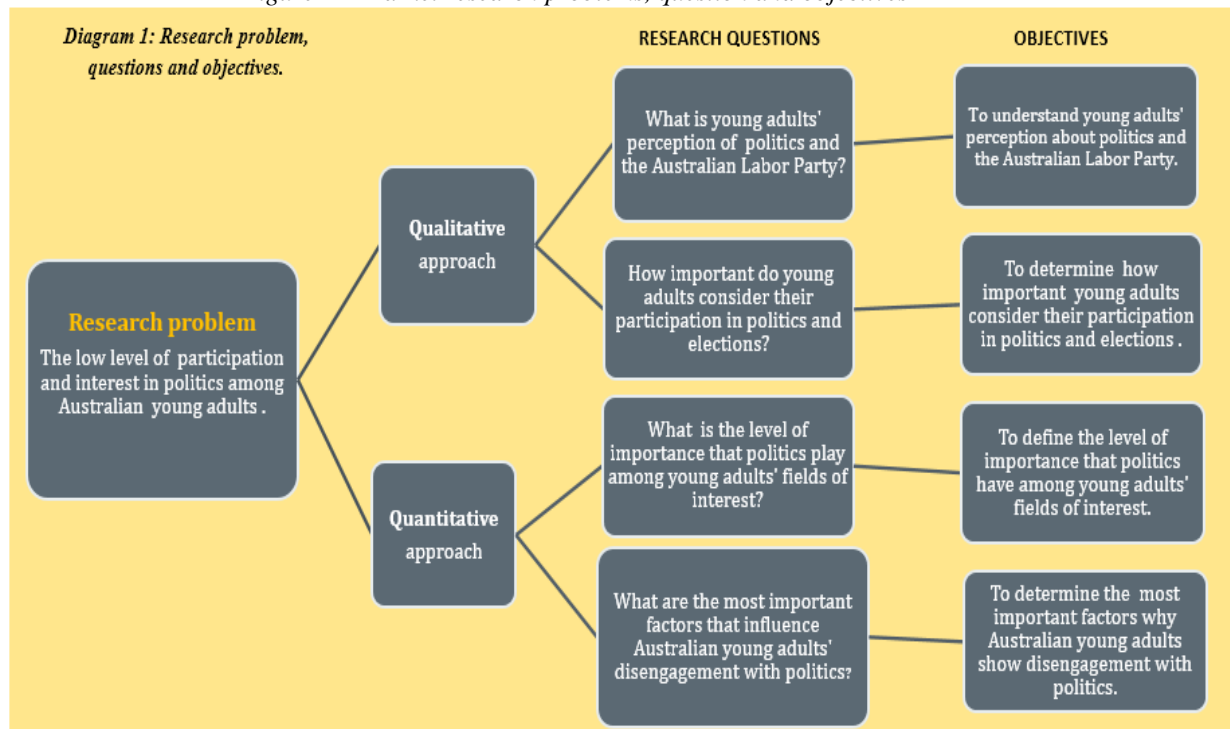 Diagram 1: Research problem,
questions and objectives.
RESEARCH QUESTIONS
OBJECTIVES
Research problem
The low level of participation
and interest in politics among
Australian young adults .
Qualitative
approach
What is young adults'
perception of politics and
the Australian Labor Party?
To understand young adults'
perception about politics and
the Australian Labor Party.
How important do young
adults consider their
participation in politics and
elections?
To determine how
important young adults
consider their participation
in politics and elections .
Quantitative
approach
What is the level of
importance that politics play
among young adults' fields of
interest?
To define the level of
importance that politics
have among young adults'
fields of interest.
What are the most important
factors that influence
Australian young adults'
disengagement with politics?
To determine the most
important factors why
Australian young adults
show disengagement with
politics.